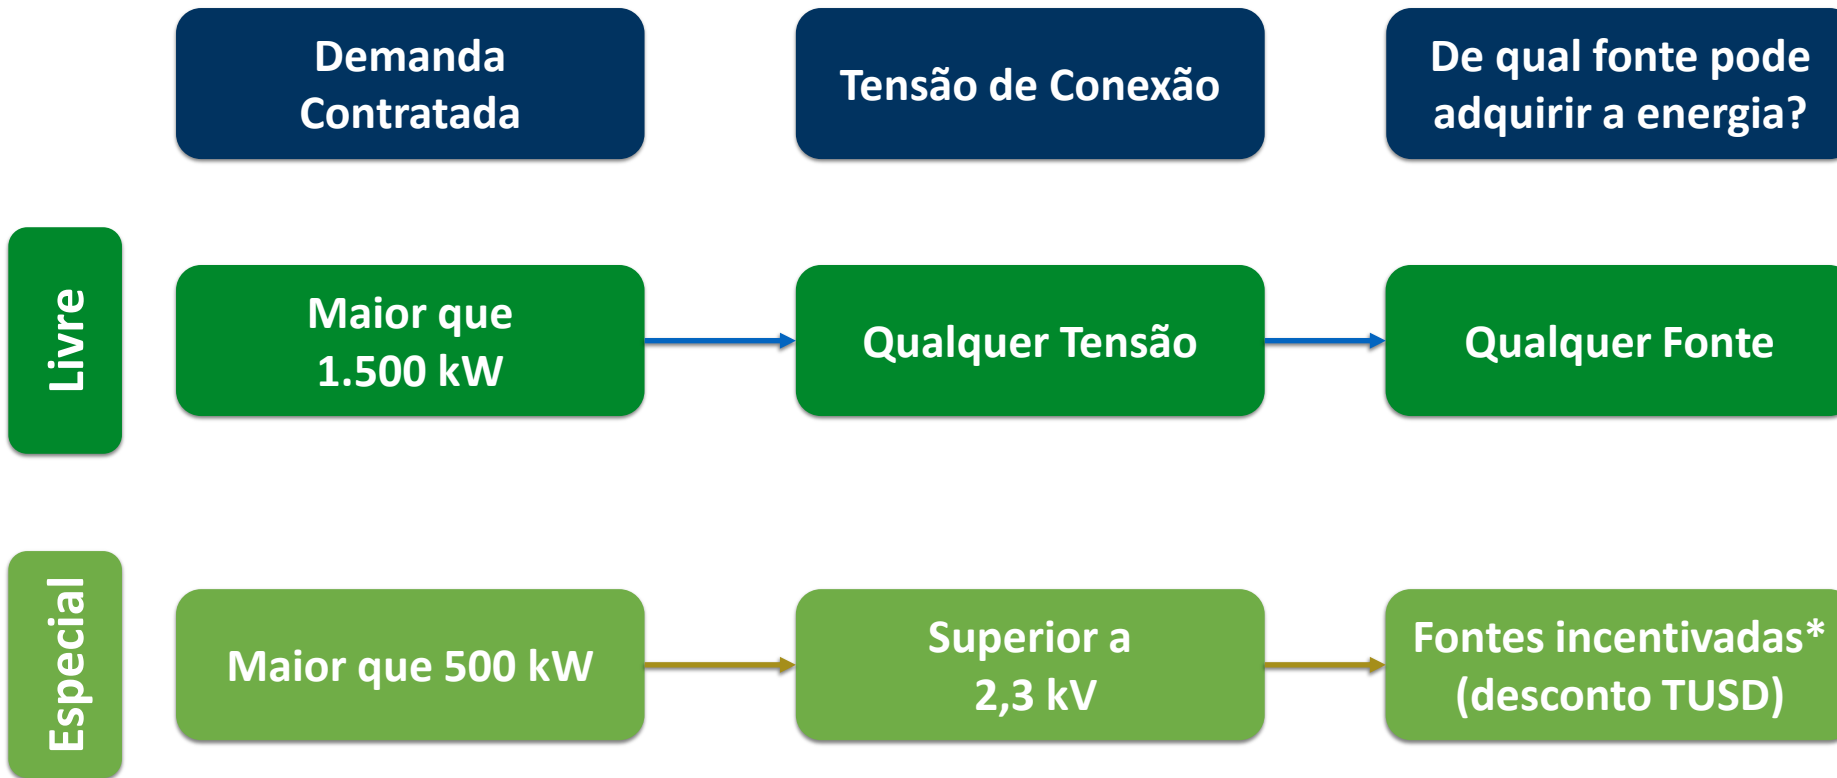 Demanda
Contratada
Tensão de Conexão
De qual fonte pode
adquirir a energia?
Livre
Maior que
1.500 kW
Qualquer Tensão
Qualquer Fonte
Especial
Maior que 500 kW
Superior a
2,3 kV
Fontes incentivadas*
(desconto TUSD)